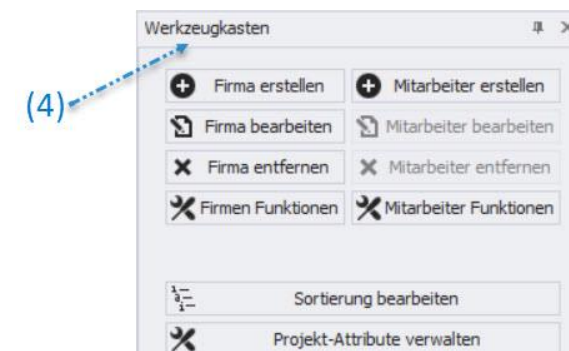 Werkzeugkasten
(4)
Firma erstellen Mitarbeiter erstellen
Firma bearbeiten Mitarbeiter bearbeiten
Firma entfernen Mitarbeiter entfernen
Firmen Funktionen Mitarbeiter Funktionen
Sortierung bearbeiten
Projekt-Attribute verwalten